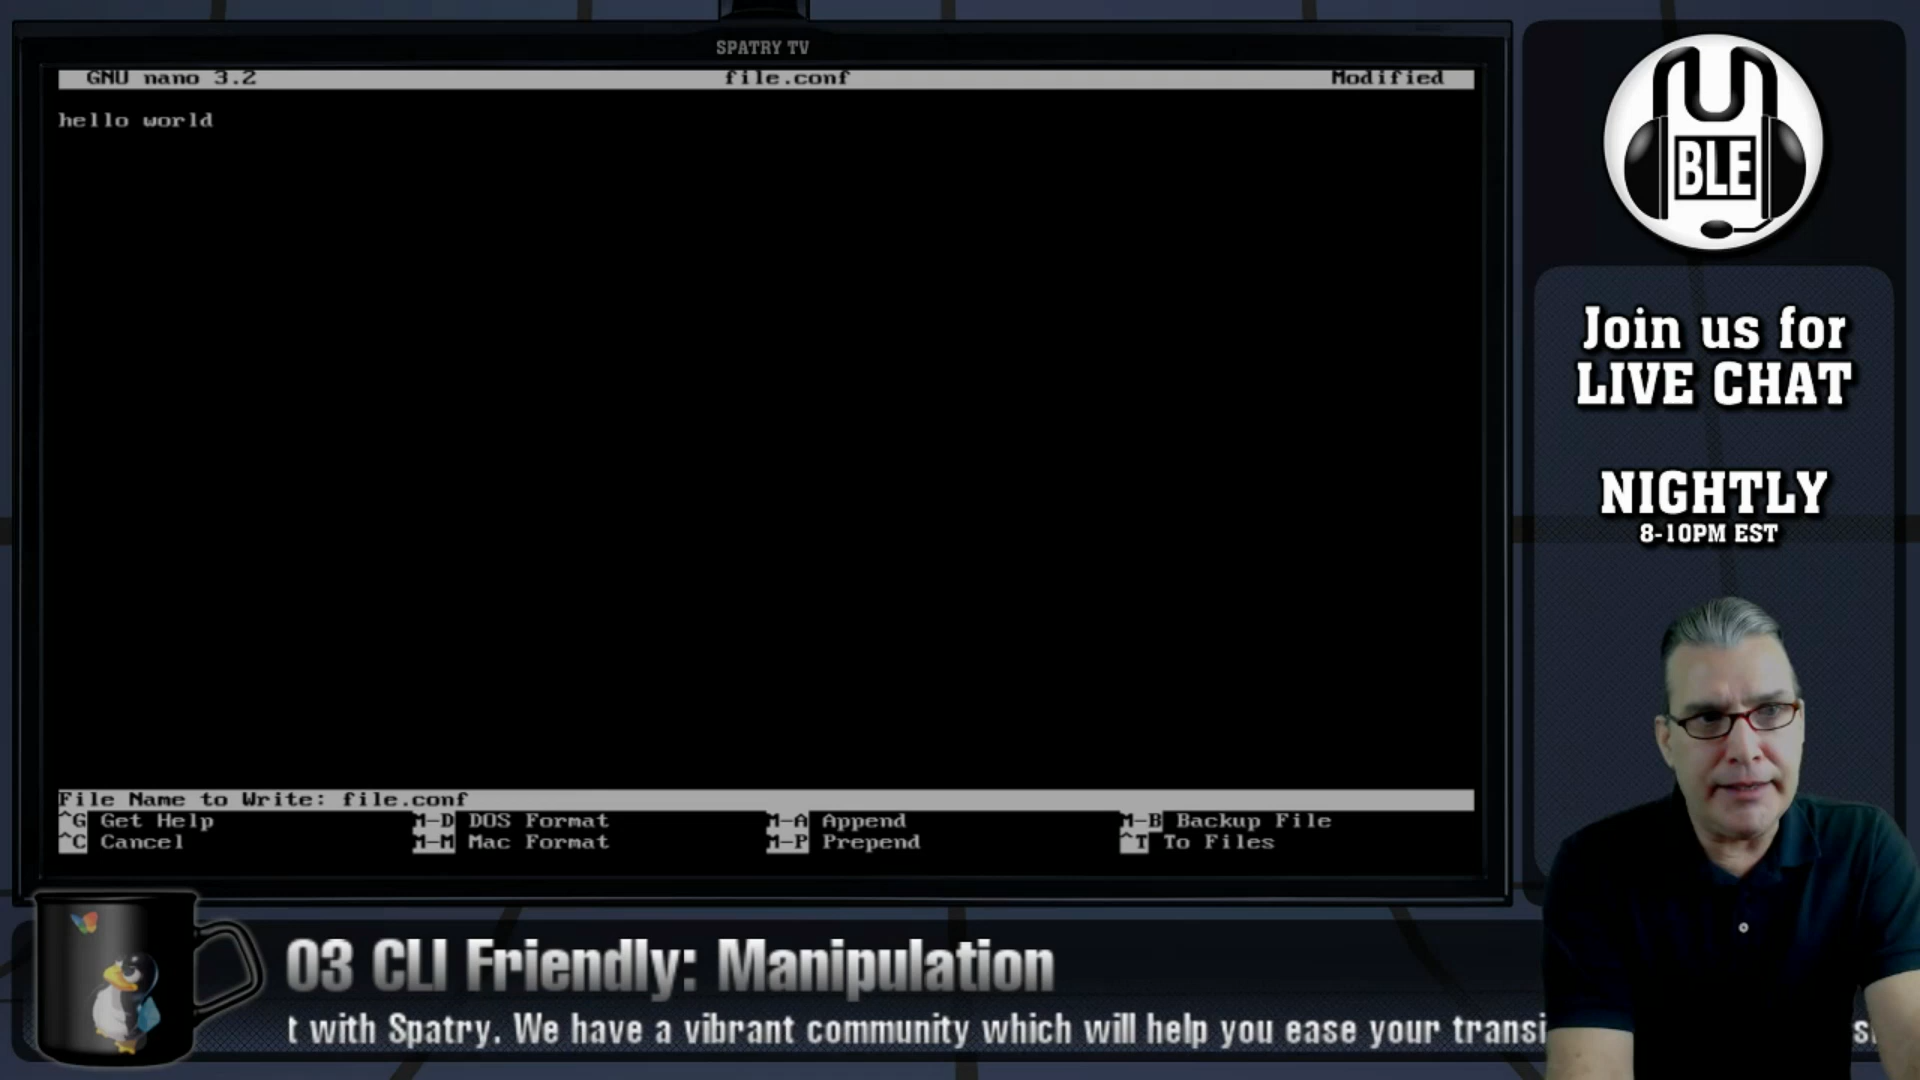 SPATRY TV
GNU nano 3.2 file.conf Modified
hello world
File Name to Write: file.conf
^G Get Help M-D DOS Format M-A Append M-B Backup File
^C Cancel M-M Mac Format M-P Prepend ^T To Files
BLE
Join us for
LIVE CHAT
NIGHTLY
8-10PM EST
03 CLI Friendly: Manipulation
t with Spatry. We have a vibrant community which will help you ease your transi